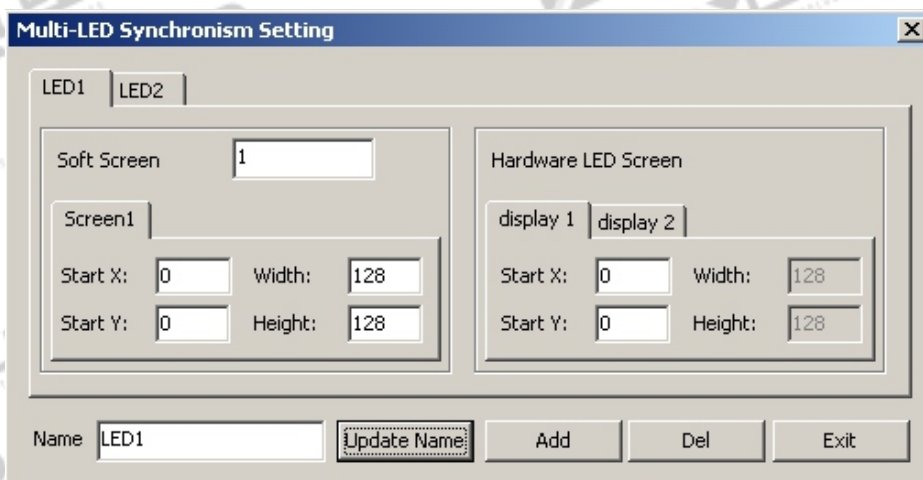 Multi-LED Synchronism Setting
LED1 LED2
Soft Screen 1
Screen1
Start X: 0 Width: 128
Start Y: 0 Height: 128
Hardware LED Screen
display 1 display 2
Start X: 0 Width: 128
Start Y: 0 Height: 128
Name LED1 Update Name Add Del Exit